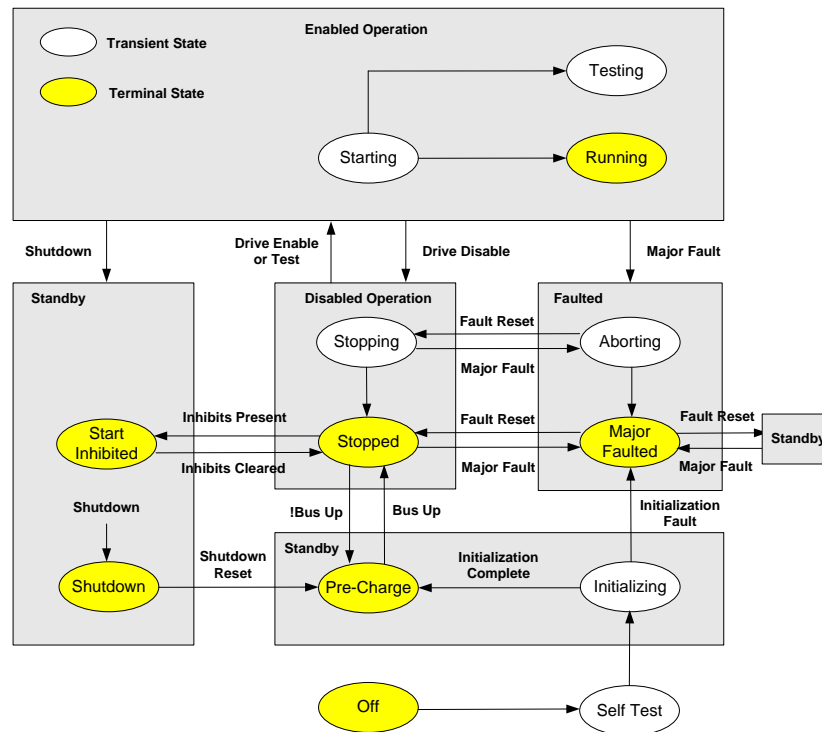 Enabled Operation
Transient State
Terminal State
Testing
Starting
Running
Shutdown
Drive Enable
or Test
Drive Disable
Major Fault
Standby
Disabled Operation
Faulted
Stopping
Fault Reset
Major Fault
Aborting
Start
Inhibited
Inhibits Present
Inhibits Cleared
Stopped
Fault Reset
Major Fault
Major
Faulted
Fault Reset
Major Fault
Standby
Shutdown
!Bus Up
Bus Up
Initialization
Fault
Standby
Shutdown
Shutdown
Reset
Pre-Charge
Initialization
Complete
Initializing
Off
Self Test